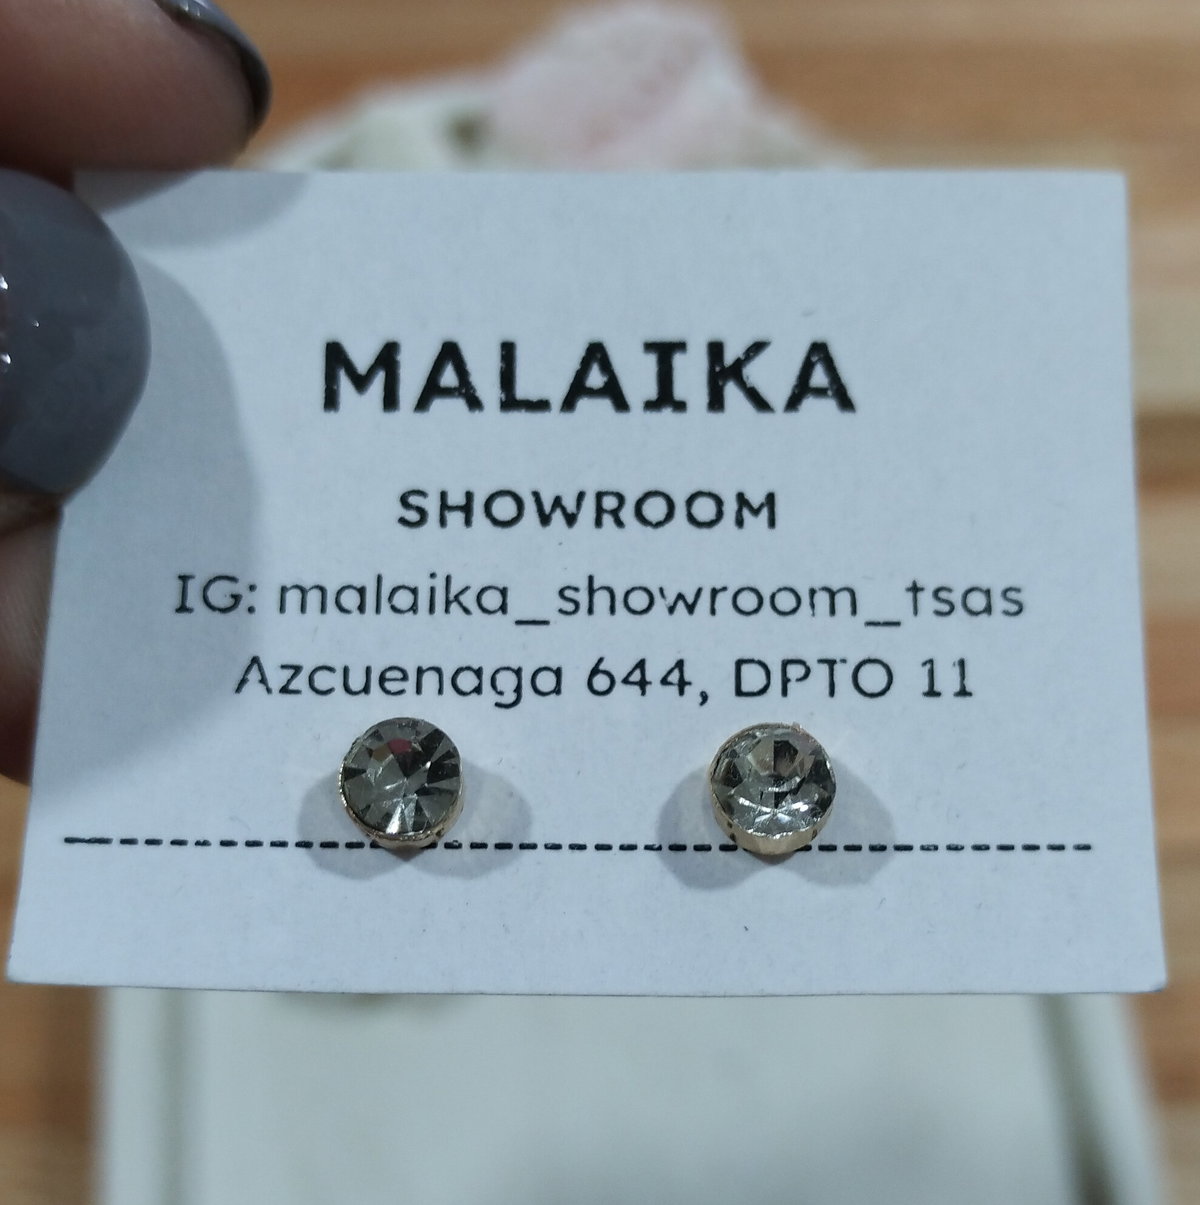 MALAIKA
SHOWROOM
IG: malaika_showroom_tsas
Azcuenaga 644, DPTO 11